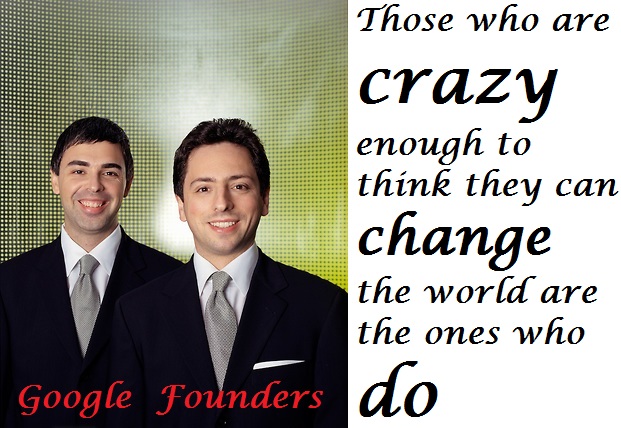 Those who are
crazy
enough to
think they can
change
the world are
the ones who
do
Google Founders